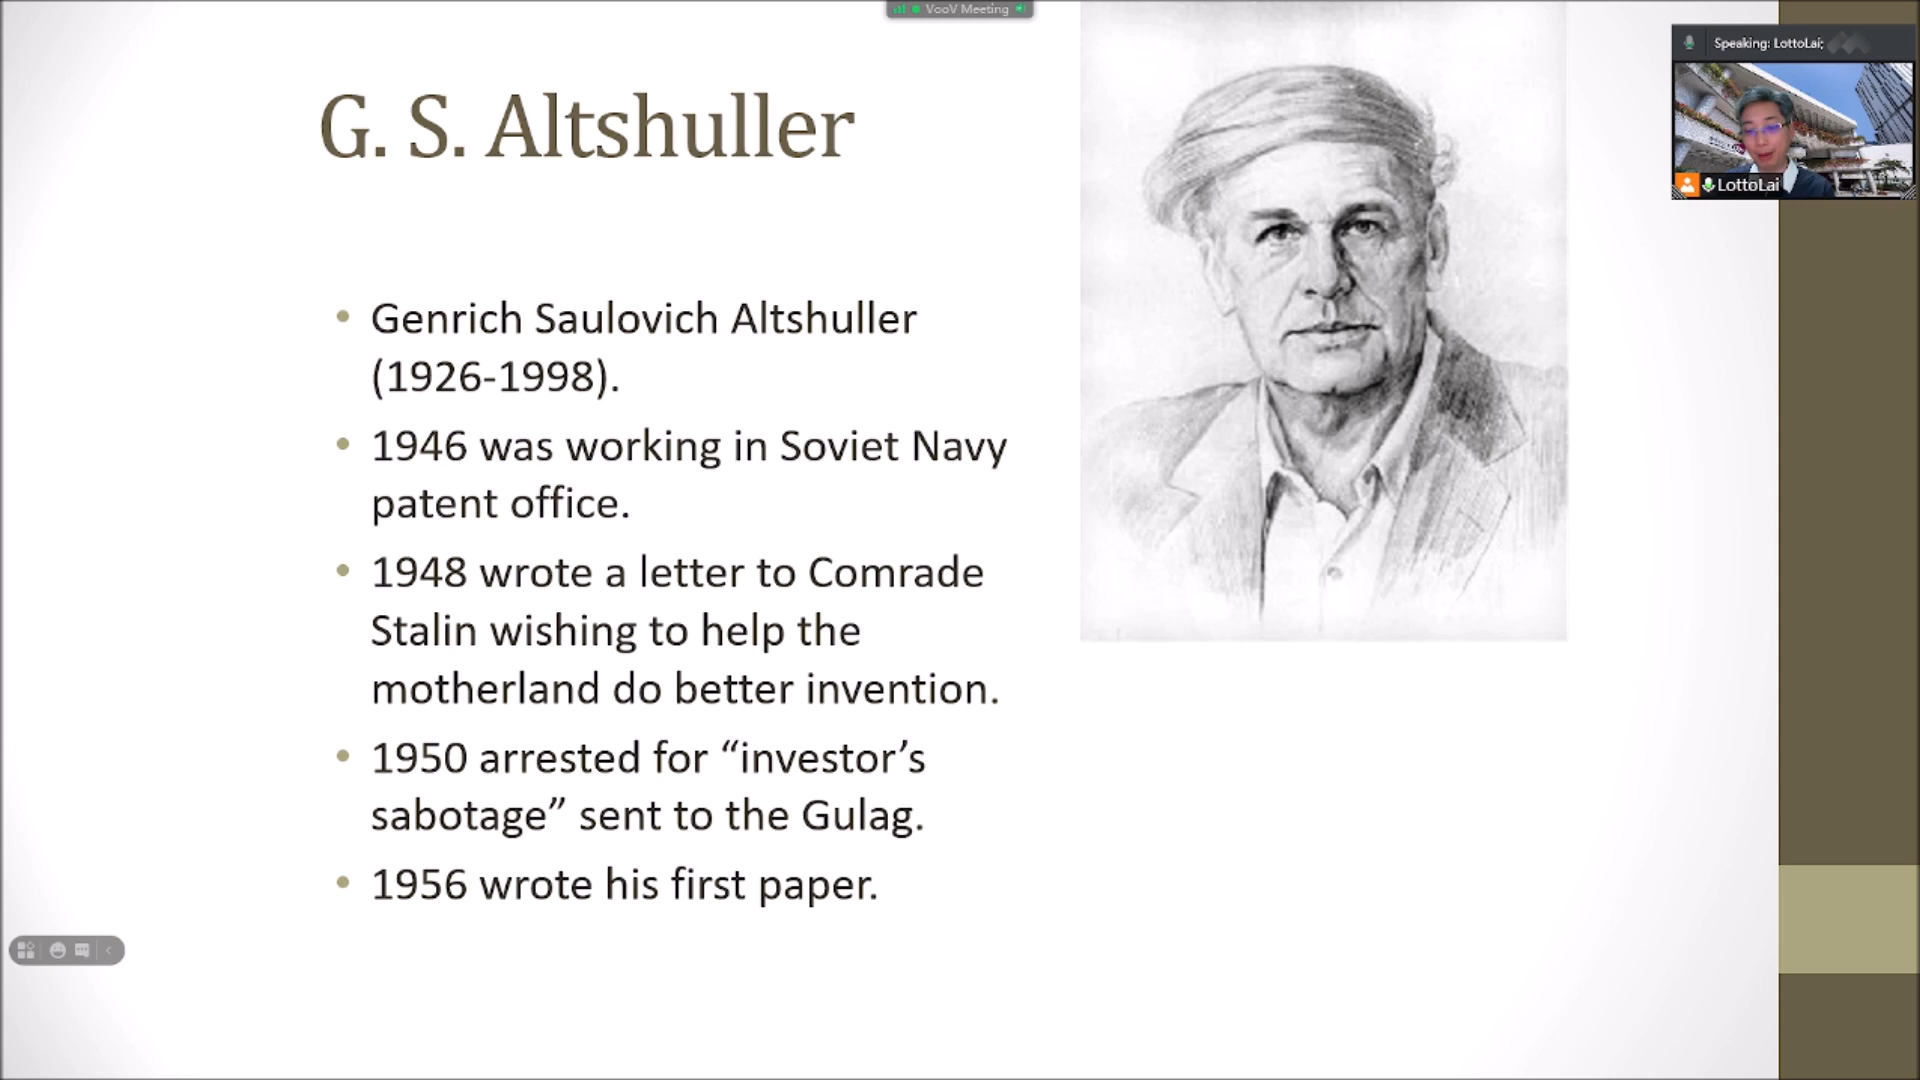 VooV Meeting
Speaking: LottoLai;
LottoLai
G. S. Altshuller
• Genrich Saulovich Altshuller
(1926-1998).
• 1946 was working in Soviet Navy
patent office.
• 1948 wrote a letter to Comrade
Stalin wishing to help the
motherland do better invention.
• 1950 arrested for “investor’s
sabotage” sent to the Gulag.
• 1956 wrote his first paper.